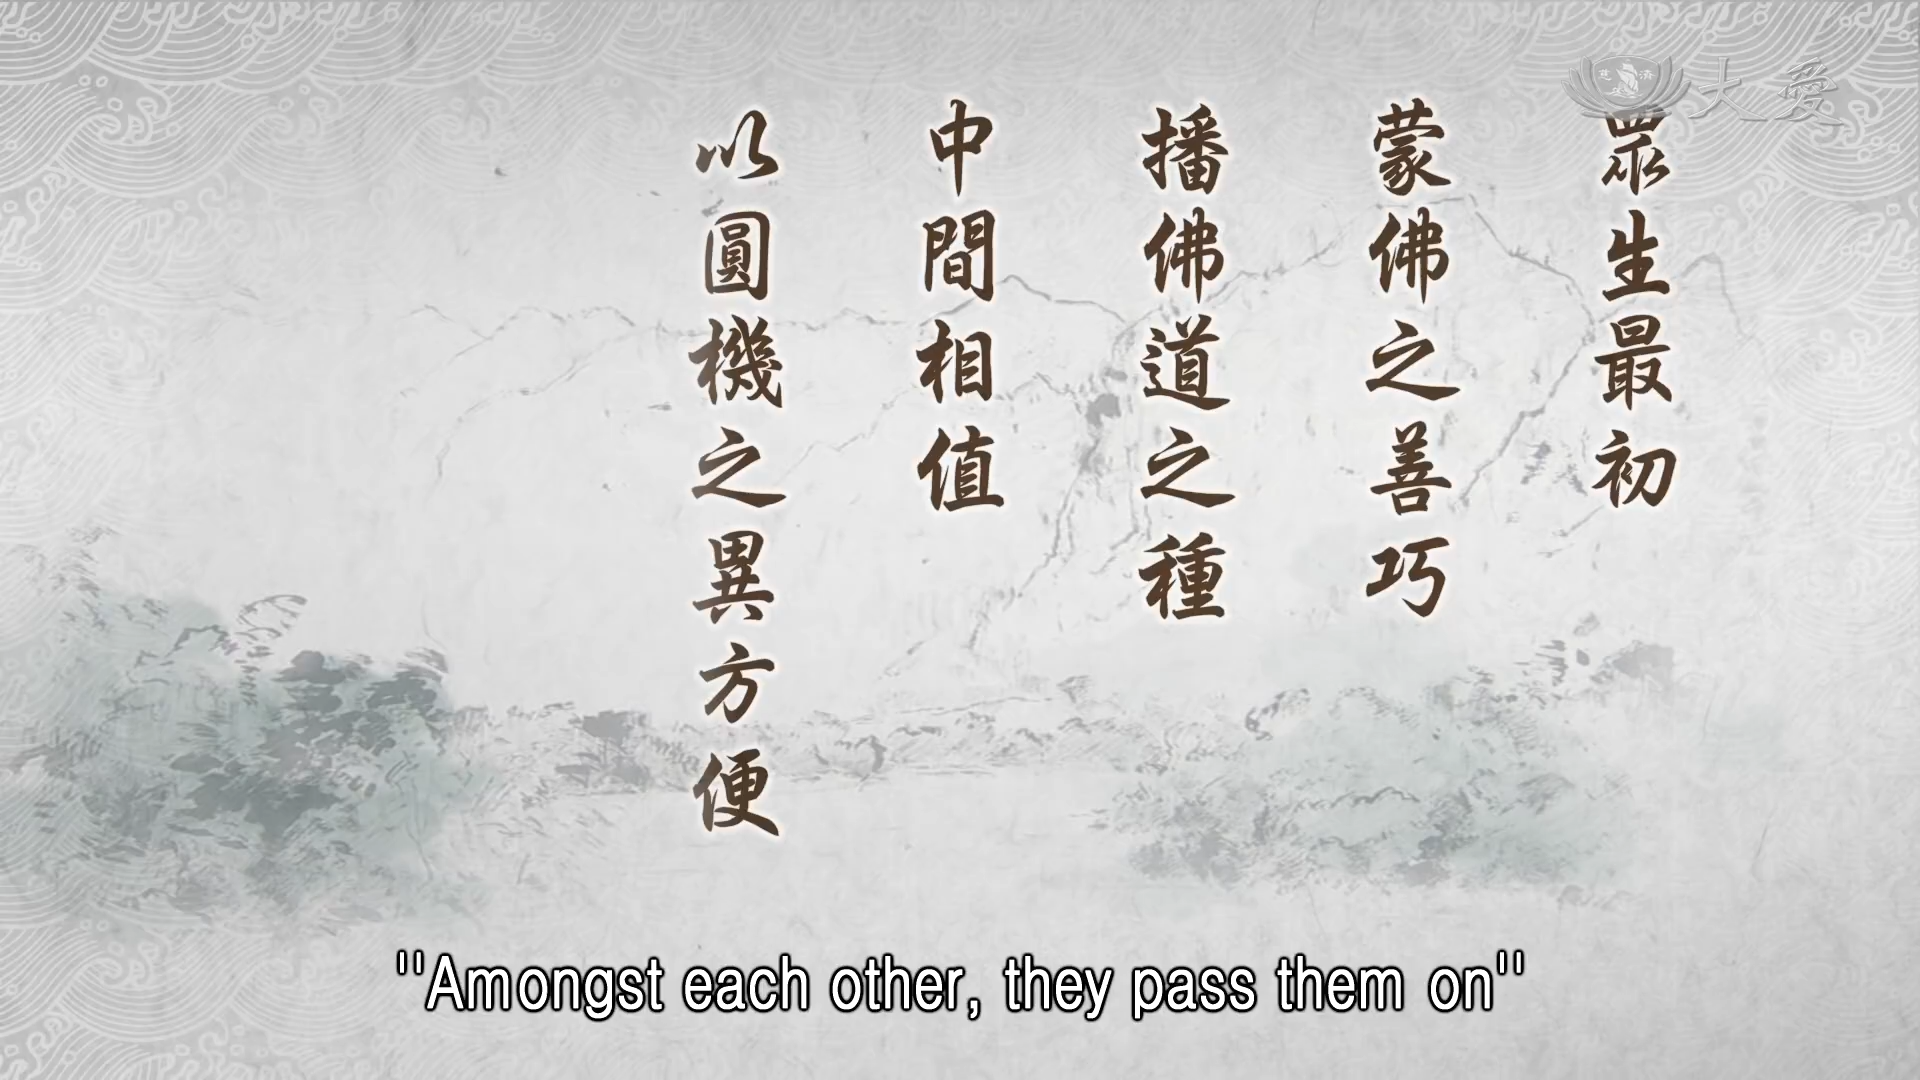 大愛
眾生最初
蒙佛之善巧
播佛道之種
中間相值
以圓機之異方便
"Amongst each other, they pass them on"